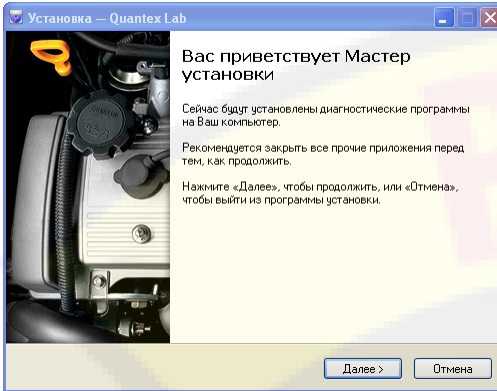 Установка — Quantex Lab
Вас приветствует Мастер
установки
Сейчас будут установлены диагностические программы
на Ваш компьютер.
Рекомендуется закрыть все прочие приложения перед
тем, как продолжить.
Нажмите «Далее», чтобы продолжить, или «Отмена»,
чтобы выйти из программы установки.
Далее >
Отмена